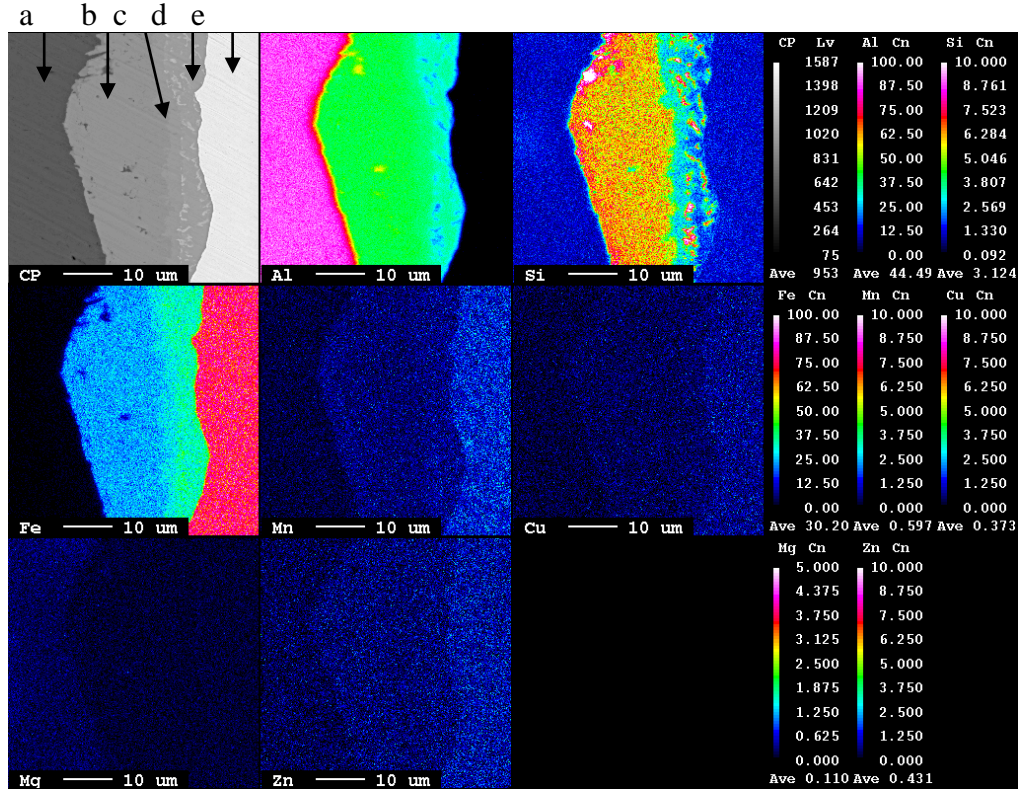 a b c d e
CP 10 um
Al 10 um
Si 10 um
CP Lv
1587
1398
1209
1020
831
642
453
264
75
Ave 953
Al Cn
100.00
87.50
75.00
62.50
50.00
37.50
25.00
12.50
0.00
Ave 44.49
Si Cn
10.000
8.761
7.523
6.284
5.046
3.807
2.569
1.330
0.092
Ave 3.124
Fe 10 um
Mn 10 um
Cu 10 um
Fe Cn
100.00
87.50
75.00
62.50
50.00
37.50
25.00
12.50
0.00
Ave 30.20
Mn Cn
10.000
8.750
7.500
6.250
5.000
3.750
2.500
1.250
0.000
Ave 0.597
Cu Cn
10.000
8.750
7.500
6.250
5.000
3.750
2.500
1.250
0.000
Ave 0.373
Mg 10 um
Zn 10 um
Mg Cn
5.000
4.375
3.750
3.125
2.500
1.875
1.250
0.625
0.000
Ave 0.110
Zn Cn
10.000
8.750
7.500
6.250
5.000
3.750
2.500
1.250
0.000
Ave 0.431